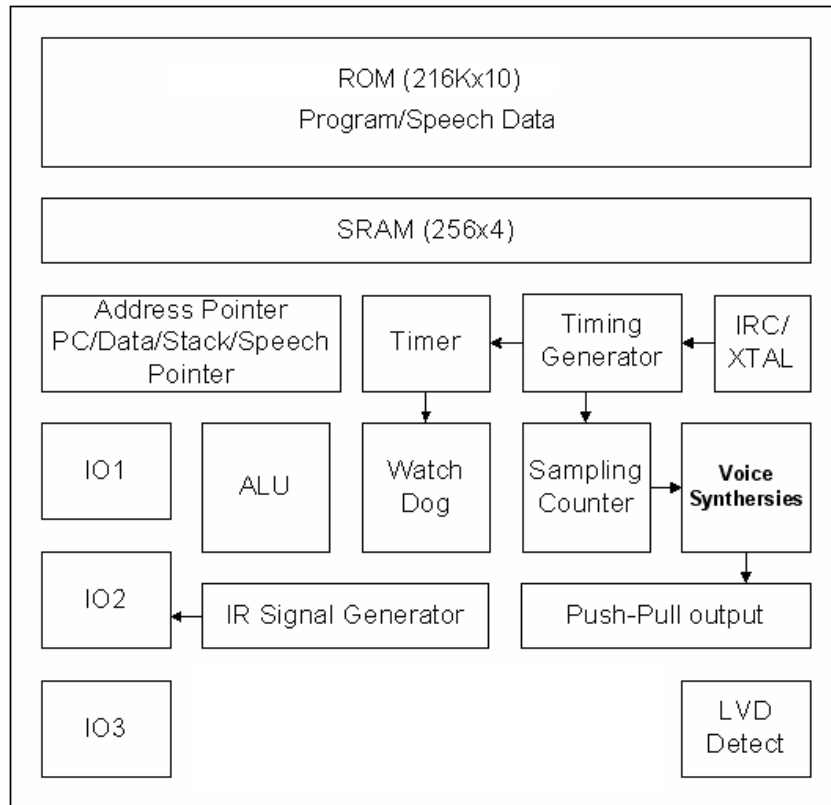 ROM (216Kx10)
Program/Speech Data
SRAM (256x4)
Address Pointer
PC/Data/Stack/Speech
Pointer
Timer
Timing
Generator
IRC/
XTAL
IO1
ALU
Watch
Dog
Sampling
Counter
Voice
Synthersies
IO2
IR Signal Generator
Push-Pull output
IO3
LVD
Detect